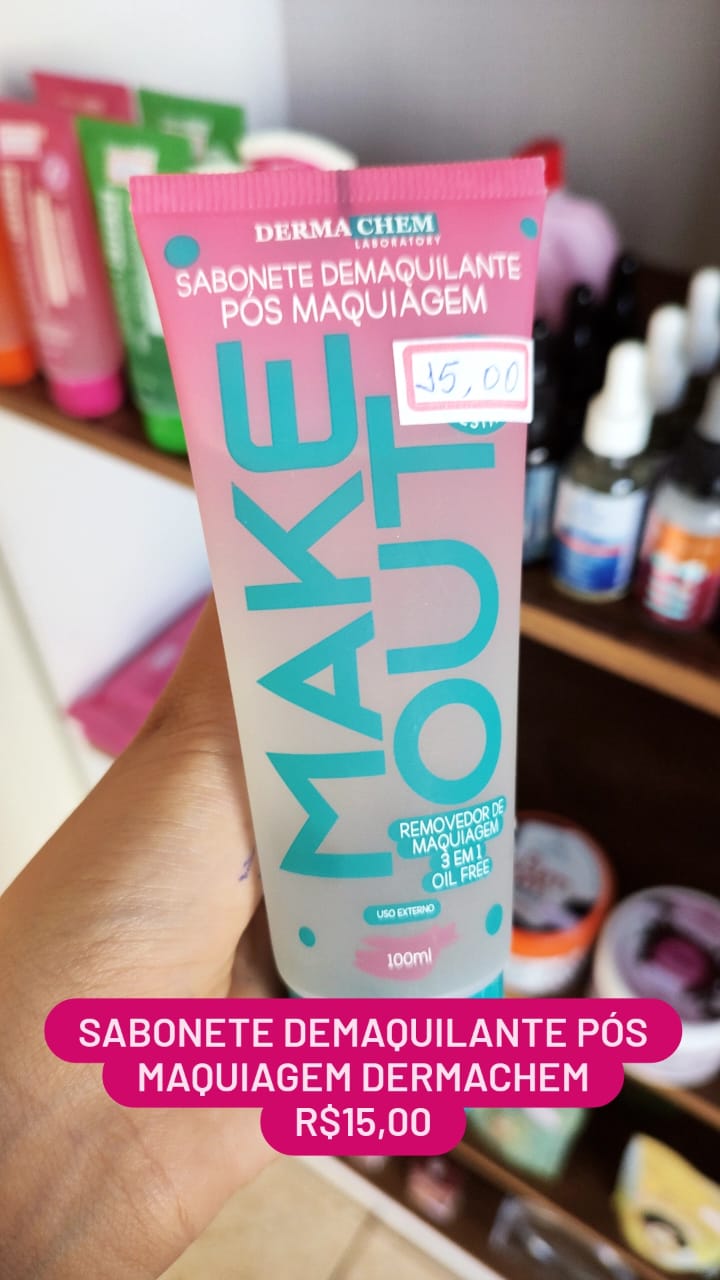 DERMA CHEM
LABORATORY
SABONETE DEMAQUILANTE
PÓS MAQUIAGEM
15,00
MAKE
OUT
REMOVEDOR DE
MAQUIAGEM
3 EM 1
OIL FREE
USO EXTERNO
100ml
SABONETE DEMAQUILANTE PÓS
MAQUIAGEM DERMACHEM
R$15,00